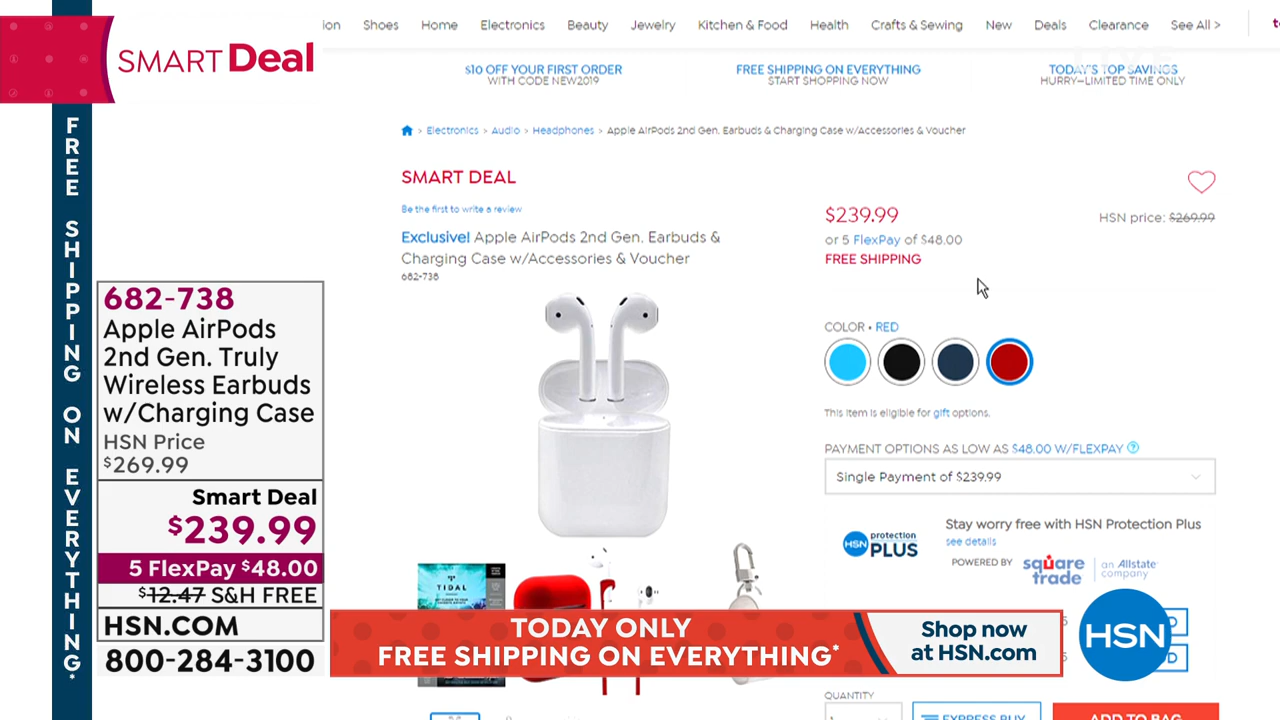 SMART Deal
FREE SHIPPING ON EVERYTHING*
682-738
Apple AirPods
2nd Gen. Truly
Wireless Earbuds
w/Charging Case
HSN Price
$269.99
Smart Deal
$239.99
5 FlexPay $48.00
$12.47 S&H FREE
HSN.COM
800-284-3100
ion Shoes Home Electronics Beauty Jewelry Kitchen & Food Health Crafts & Sewing New Deals Clearance See All >
$10 OFF YOUR FIRST ORDER
WITH CODE NEW2019
FREE SHIPPING ON EVERYTHING
START SHOPPING NOW
TODAY'S TOP SAVINGS
HURRY—LIMITED TIME ONLY
> Electronics > Audio > Headphones > Apple AirPods 2nd Gen. Earbuds & Charging Case w/Accessories & Voucher
SMART DEAL
Be the first to write a review
Exclusive! Apple AirPods 2nd Gen. Earbuds &
Charging Case w/Accessories & Voucher
682-738
TIDAL
$239.99
HSN price: $269.99
or 5 FlexPay of $48.00
FREE SHIPPING
COLOR • RED
This item is eligible for gift options.
PAYMENT OPTIONS AS LOW AS $48.00 W/FLEXPAY ?
Single Payment of $239.99
HSN protection
PLUS
Stay worry free with HSN Protection Plus
see details
POWERED BY square
trade
an Allstate
company
TODAY ONLY
FREE SHIPPING ON EVERYTHING*
Shop now
at HSN.com
HSN
QUANTITY
1
EXPRESS BUY
ADD TO BAG